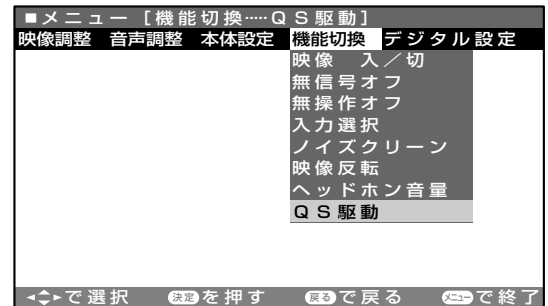 ■メニュー [機能切換……QS駆動]
映像調整 音声調整 本体設定 機能切換 デジタル設定
映像 入／切
無信号オフ
無操作オフ
入力選択
ノイズクリーン
映像反転
ヘッドホン音量
QS駆動
で選択 決定を押す 戻るで戻る メニューで終了